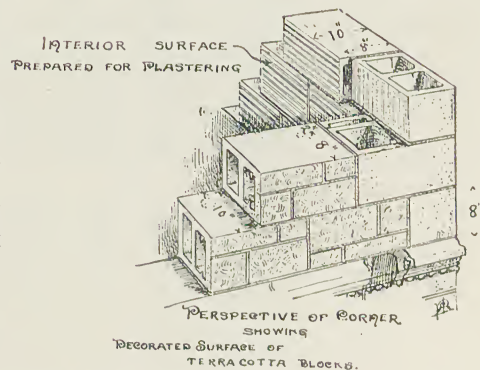 INTERIOR SURFACE
PREPARED FOR PLASTERING
10"
8"
8"
10"
8"
PERSPECTIVE OF CORNER
SHOWING
DECORATED SURFACE OF
TERRA COTTA BLOCKS.